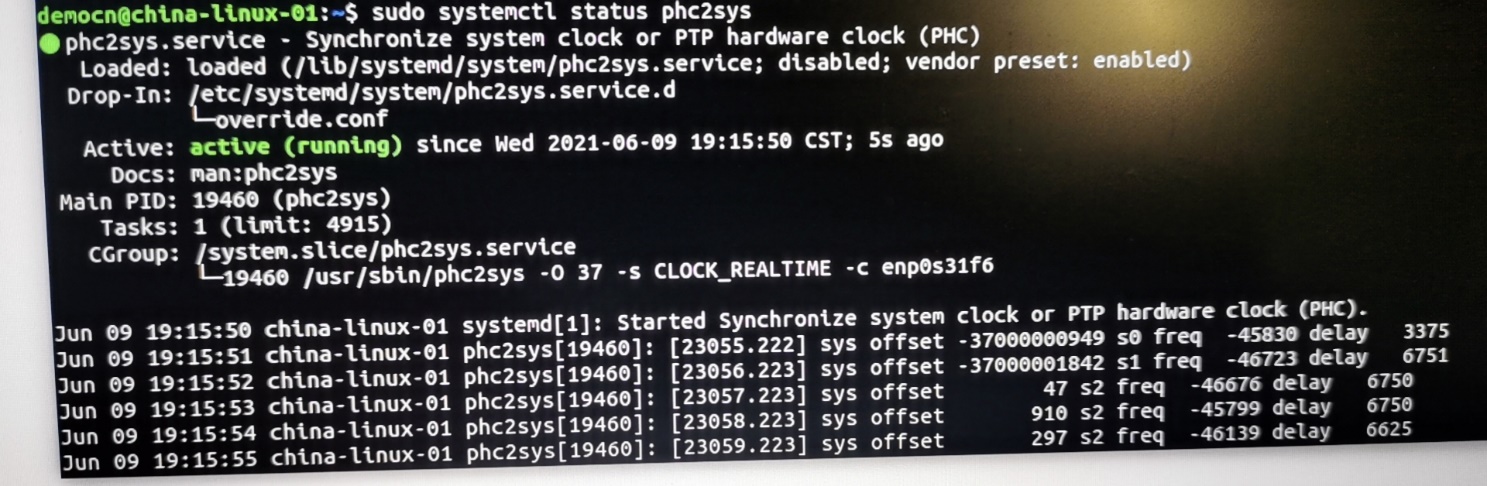 democn@china-linux-01:~$ sudo systemctl status phc2sys
● phc2sys.service - Synchronize system clock or PTP hardware clock (PHC)
Loaded: loaded (/lib/systemd/system/phc2sys.service; disabled; vendor preset: enabled)
Drop-In: /etc/systemd/system/phc2sys.service.d
└─override.conf
Active: active (running) since Wed 2021-06-09 19:15:50 CST; 5s ago
Docs: man:phc2sys
Main PID: 19460 (phc2sys)
Tasks: 1 (limit: 4915)
CGroup: /system.slice/phc2sys.service
└─19460 /usr/sbin/phc2sys -O 37 -s CLOCK_REALTIME -c enp0s31f6
Jun 09 19:15:50 china-linux-01 systemd[1]: Started Synchronize system clock or PTP hardware clock (PHC).
Jun 09 19:15:51 china-linux-01 phc2sys[19460]: [23055.222] sys offset -37000000949 s0 freq -45830 delay 3375
Jun 09 19:15:52 china-linux-01 phc2sys[19460]: [23056.223] sys offset -37000001842 s1 freq -46723 delay 6751
Jun 09 19:15:53 china-linux-01 phc2sys[19460]: [23057.223] sys offset 47 s2 freq -46676 delay 6750
Jun 09 19:15:54 china-linux-01 phc2sys[19460]: [23058.223] sys offset 910 s2 freq -45799 delay 6750
Jun 09 19:15:55 china-linux-01 phc2sys[19460]: [23059.223] sys offset 297 s2 freq -46139 delay 6625